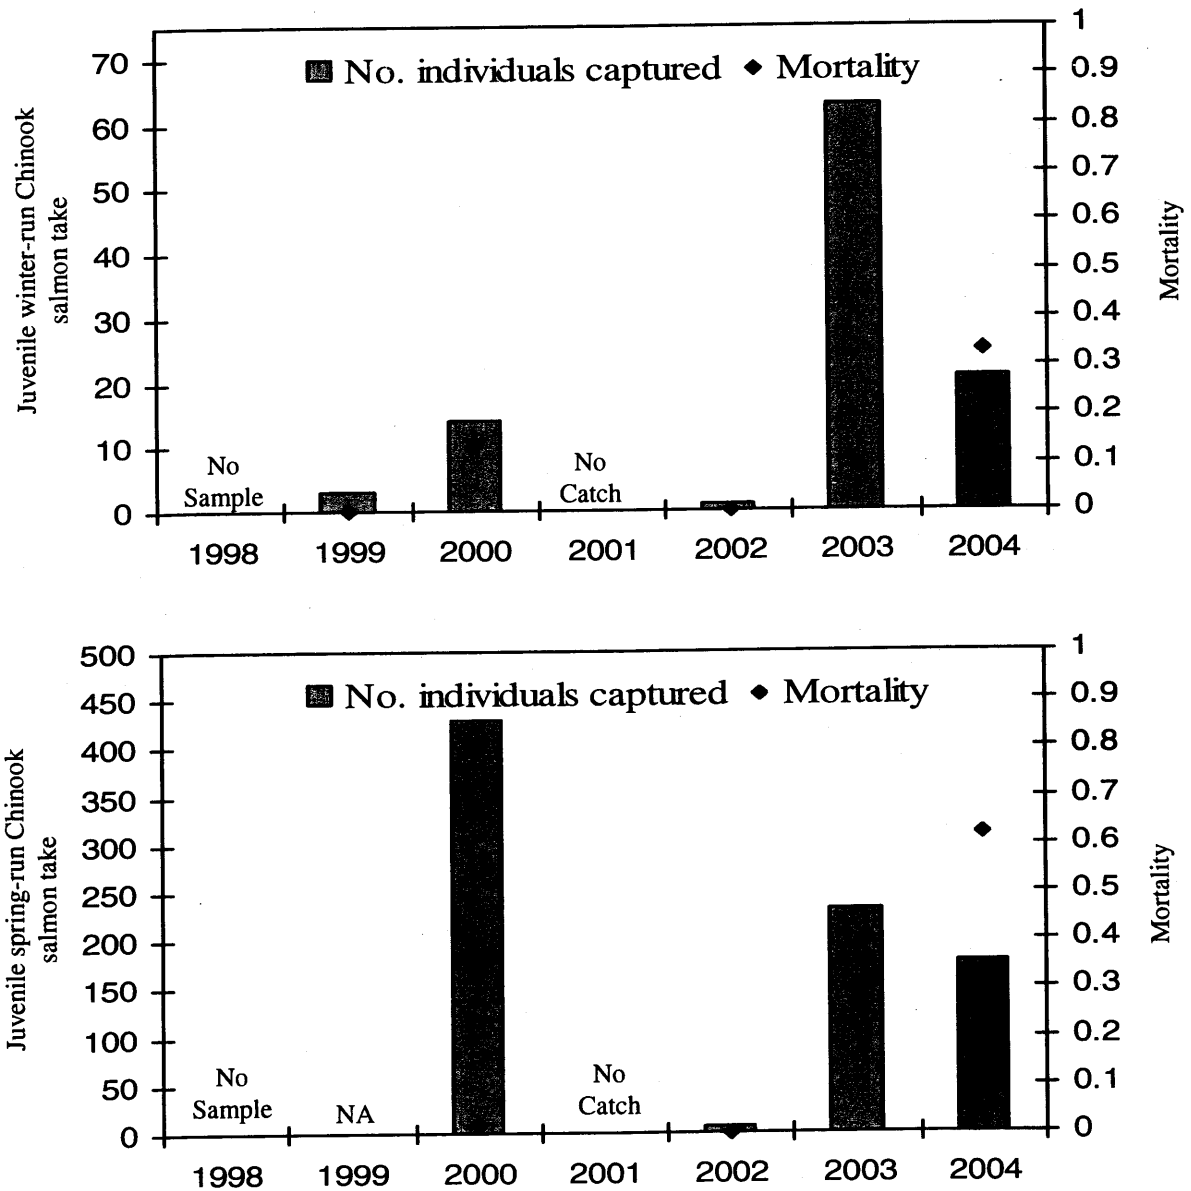 No. individuals captured Mortality
Juvenile winter-run Chinook
salmon take
70
60
50
40
30
20
10
0
No
Sample
No
Catch
1
0.9
0.8
0.7
0.6
0.5
0.4
0.3
0.2
0.1
0
Mortality
1998 1999 2000 2001 2002 2003 2004
No. individuals captured Mortality
Juvenile spring-run Chinook
salmon take
500
450
400
350
300
250
200
150
100
50
0
No
Sample
NA
No
Catch
1
0.9
0.8
0.7
0.6
0.5
0.4
0.3
0.2
0.1
0
Mortality
1998 1999 2000 2001 2002 2003 2004